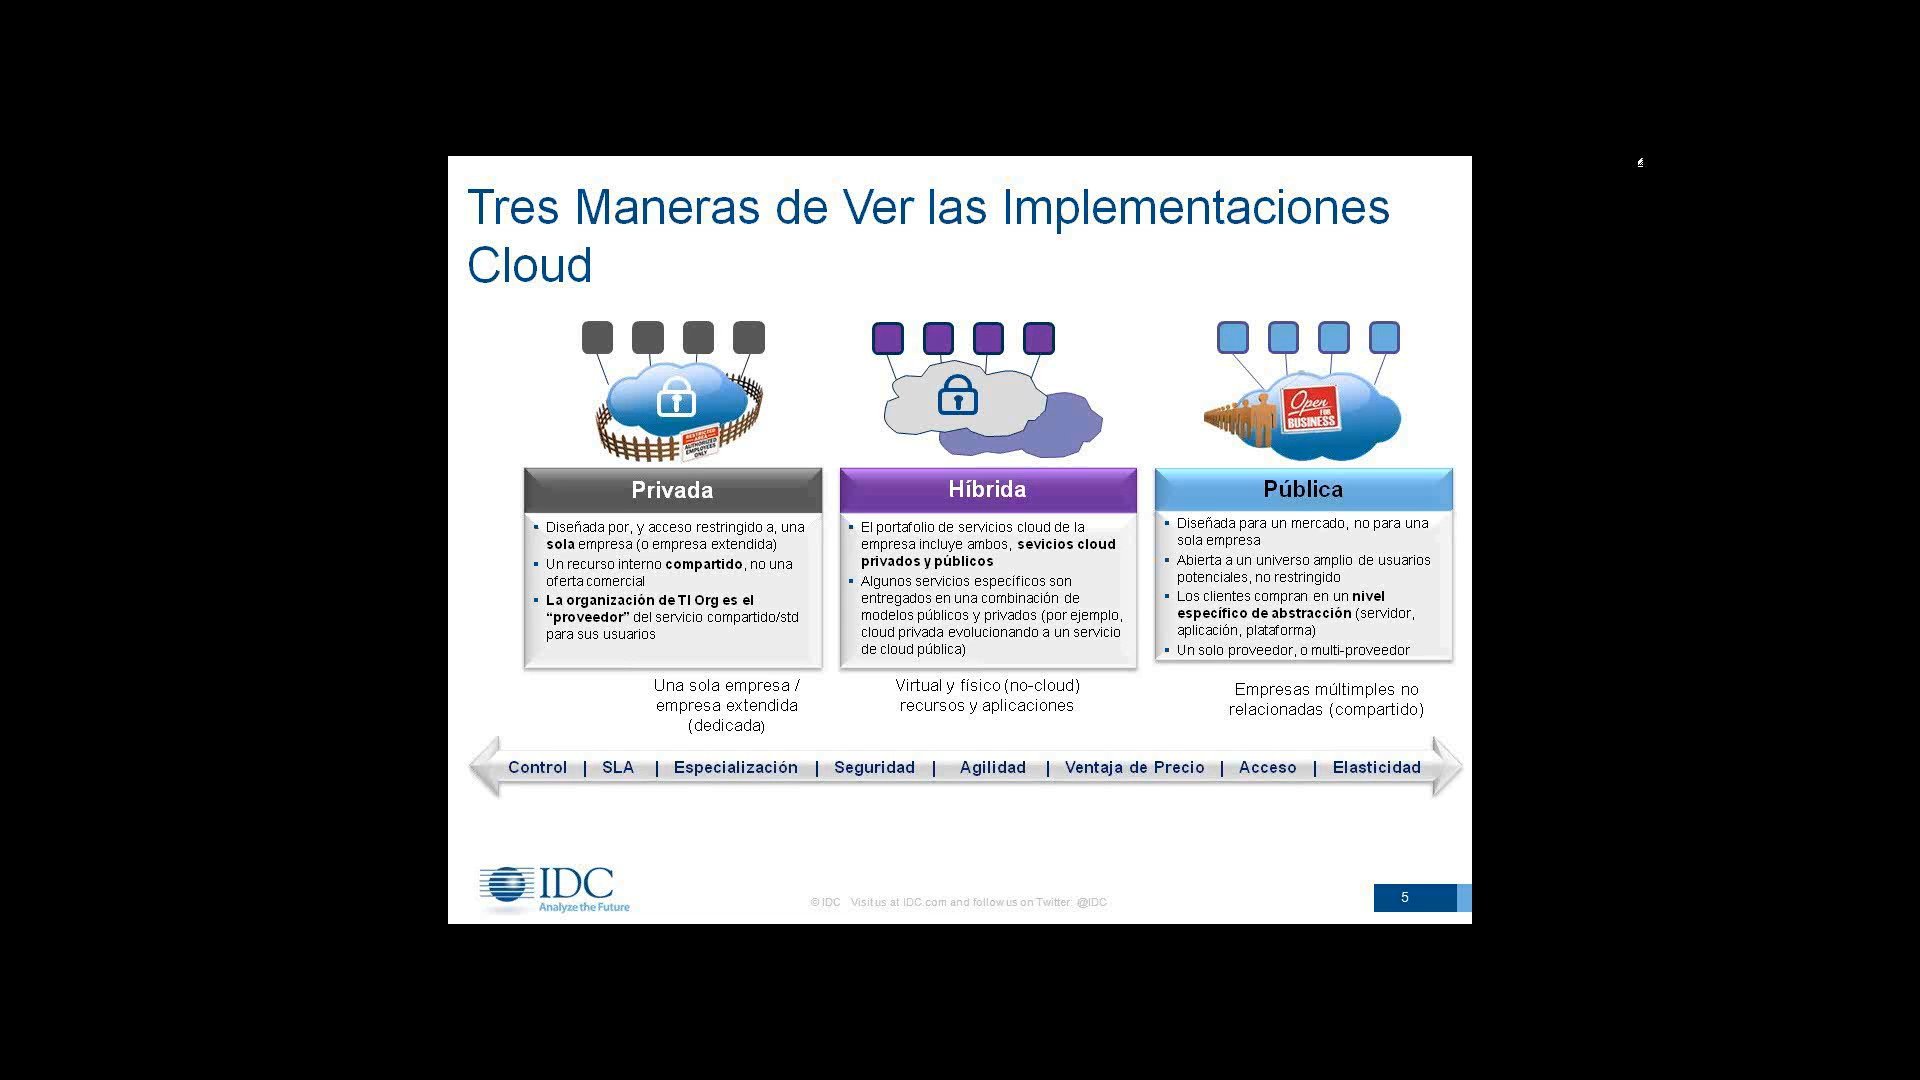 Tres Maneras de Ver las Implementaciones
Cloud
RESTRICTED
AUTHORIZED
EMPLOYEES
ONLY
Open
FOR
BUSINESS
Privada
Diseñada por, y acceso restringido a, una
sola empresa (o empresa extendida)
Un recurso interno compartido, no una
oferta comercial
La organización de TI Org es el
“proveedor” del servicio compartido/std
para sus usuarios
Híbrida
El portafolio de servicios cloud de la
empresa incluye ambos, sevicios cloud
privados y públicos
Algunos servicios específicos son
entregados en una combinación de
modelos públicos y privados (por ejemplo,
cloud privada evolucionando a un servicio
de cloud pública)
Pública
Diseñada para un mercado, no para una
sola empresa
Abierta a un universo amplio de usuarios
potenciales, no restringido
Los clientes compran en un nivel
específico de abstracción (servidor,
aplicación, plataforma)
Un solo proveedor, o multi-proveedor
Una sola empresa /
empresa extendida
(dedicada)
Virtual y físico (no-cloud)
recursos y aplicaciones
Empresas múltimples no
relacionadas (compartido)
Control | SLA | Especialización | Seguridad | Agilidad | Ventaja de Precio | Acceso | Elasticidad
IDC
Analyze the Future
© IDC Visit us at IDC.com and follow us on Twitter: @IDC
5